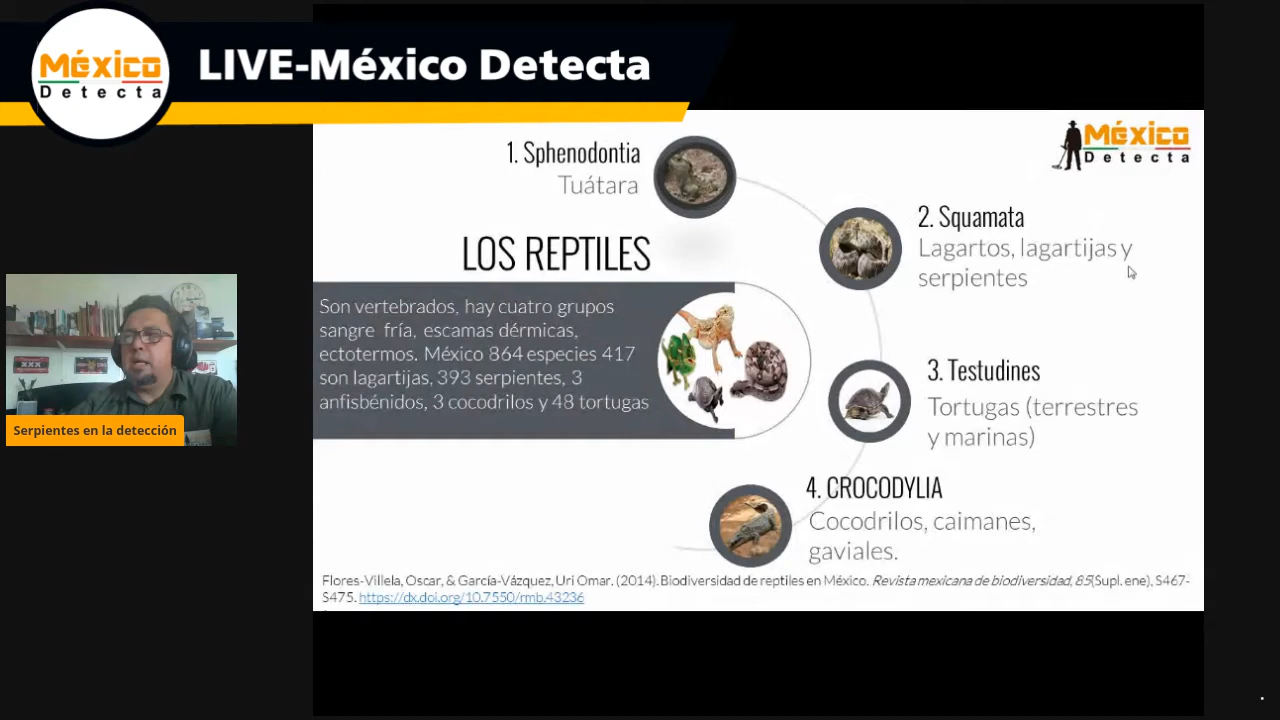 México
Detecta
LIVE-México Detecta
México
Detecta
1. Sphenodontia
Tuátara
2. Squamata
Lagartos, lagartijas y
serpientes
LOS REPTILES
Son vertebrados, hay cuatro grupos
sangre fría, escamas dérmicas,
ectotermos. México 864 especies 417
son lagartijas, 393 serpientes, 3
anfisbénidos, 3 cocodrilos y 48 tortugas
3. Testudines
Tortugas (terrestres
y marinas)
Serpientes en la detección
4. CROCODYLIA
Cocodrilos, caimanes,
gaviales.
Flores-Villela, Oscar, & García-Vázquez, Uri Omar. (2014). Biodiversidad de reptiles en México. Revista mexicana de biodiversidad, 85(Supl. ene), S467-
S475. https://dx.doi.org/10.7550/rmb.43236